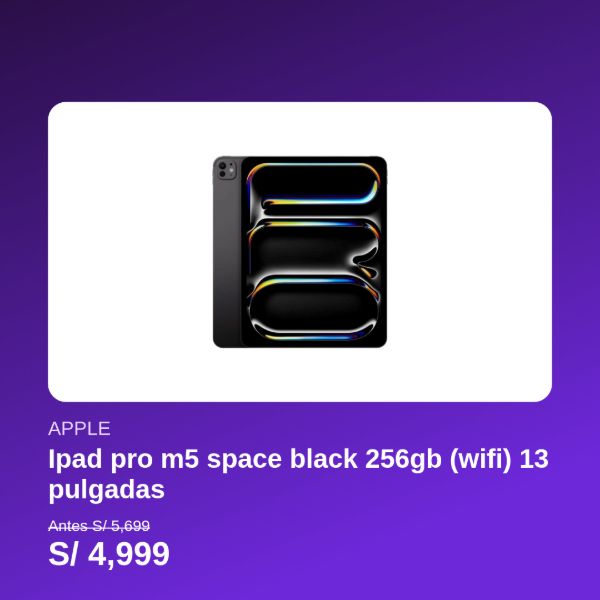 APPLE
Ipad pro m5 space black 256gb (wifi) 13
pulgadas
Antes S/ 5,699
S/ 4,999